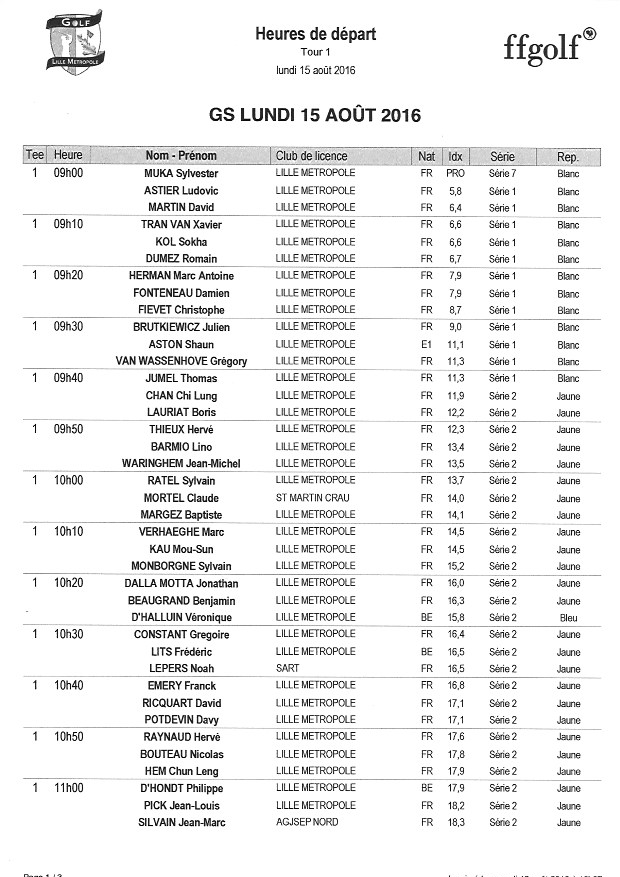 GOLF
LILLE METROPOLE
Heures de départ
Tour 1
lundi 15 août 2016
ffgolf
GS LUNDI 15 AOÛT 2016
Tee Heure Nom - Prénom Club de licence Nat Idx Série Rep.
1 09h00 MUKA Sylvester LILLE METROPOLE FR PRO Série 7 Blanc
ASTIER Ludovic LILLE METROPOLE FR 5,8 Série 1 Blanc
MARTIN David LILLE METROPOLE FR 6,4 Série 1 Blanc
1 09h10 TRAN VAN Xavier LILLE METROPOLE FR 6,6 Série 1 Blanc
KOL Sokha LILLE METROPOLE FR 6,6 Série 1 Blanc
DUMEZ Romain LILLE METROPOLE FR 6,7 Série 1 Blanc
1 09h20 HERMAN Marc Antoine LILLE METROPOLE FR 7,9 Série 1 Blanc
FONTENEAU Damien LILLE METROPOLE FR 7,9 Série 1 Blanc
FIEVET Christophe LILLE METROPOLE FR 8,7 Série 1 Blanc
1 09h30 BRUTKIEWICZ Julien LILLE METROPOLE FR 9,0 Série 1 Blanc
ASTON Shaun LILLE METROPOLE E1 11,1 Série 1 Blanc
VAN WASSENHOVE Grégory LILLE METROPOLE FR 11,3 Série 1 Blanc
1 09h40 JUMEL Thomas LILLE METROPOLE FR 11,3 Série 1 Blanc
CHAN Chi Lung LILLE METROPOLE FR 11,9 Série 2 Jaune
LAURIAT Boris LILLE METROPOLE FR 12,2 Série 2 Jaune
1 09h50 THIEUX Hervé LILLE METROPOLE FR 12,3 Série 2 Jaune
BARMIO Lino LILLE METROPOLE FR 13,4 Série 2 Jaune
WARINGHEM Jean-Michel LILLE METROPOLE FR 13,5 Série 2 Jaune
1 10h00 RATEL Sylvain LILLE METROPOLE FR 13,7 Série 2 Jaune
MORTEL Claude ST MARTIN CRAU FR 14,0 Série 2 Jaune
MARGEZ Baptiste LILLE METROPOLE FR 14,1 Série 2 Jaune
1 10h10 VERHAEGHE Marc LILLE METROPOLE FR 14,5 Série 2 Jaune
KAU Mou-Sun LILLE METROPOLE FR 14,5 Série 2 Jaune
MONBORGNE Sylvain LILLE METROPOLE FR 15,2 Série 2 Jaune
1 10h20 DALLA MOTTA Jonathan LILLE METROPOLE FR 16,0 Série 2 Jaune
BEAUGRAND Benjamin LILLE METROPOLE FR 16,3 Série 2 Jaune
D'HALLUIN Véronique LILLE METROPOLE BE 15,8 Série 2 Bleu
1 10h30 CONSTANT Gregoire LILLE METROPOLE FR 16,4 Série 2 Jaune
LITS Frédéric LILLE METROPOLE BE 16,5 Série 2 Jaune
LEPERS Noah SART FR 16,5 Série 2 Jaune
1 10h40 EMERY Franck LILLE METROPOLE FR 16,8 Série 2 Jaune
RICQUART David LILLE METROPOLE FR 17,1 Série 2 Jaune
POTDEVIN Davy LILLE METROPOLE FR 17,1 Série 2 Jaune
1 10h50 RAYNAUD Hervé LILLE METROPOLE FR 17,6 Série 2 Jaune
BOUTEAU Nicolas LILLE METROPOLE FR 17,8 Série 2 Jaune
HEM Chun Leng LILLE METROPOLE FR 17,9 Série 2 Jaune
1 11h00 D'HONDT Philippe LILLE METROPOLE BE 17,9 Série 2 Jaune
PICK Jean-Louis LILLE METROPOLE FR 18,2 Série 2 Jaune
SILVAIN Jean-Marc AGJSEP NORD FR 18,3 Série 2 Jaune
Page 1 / 3